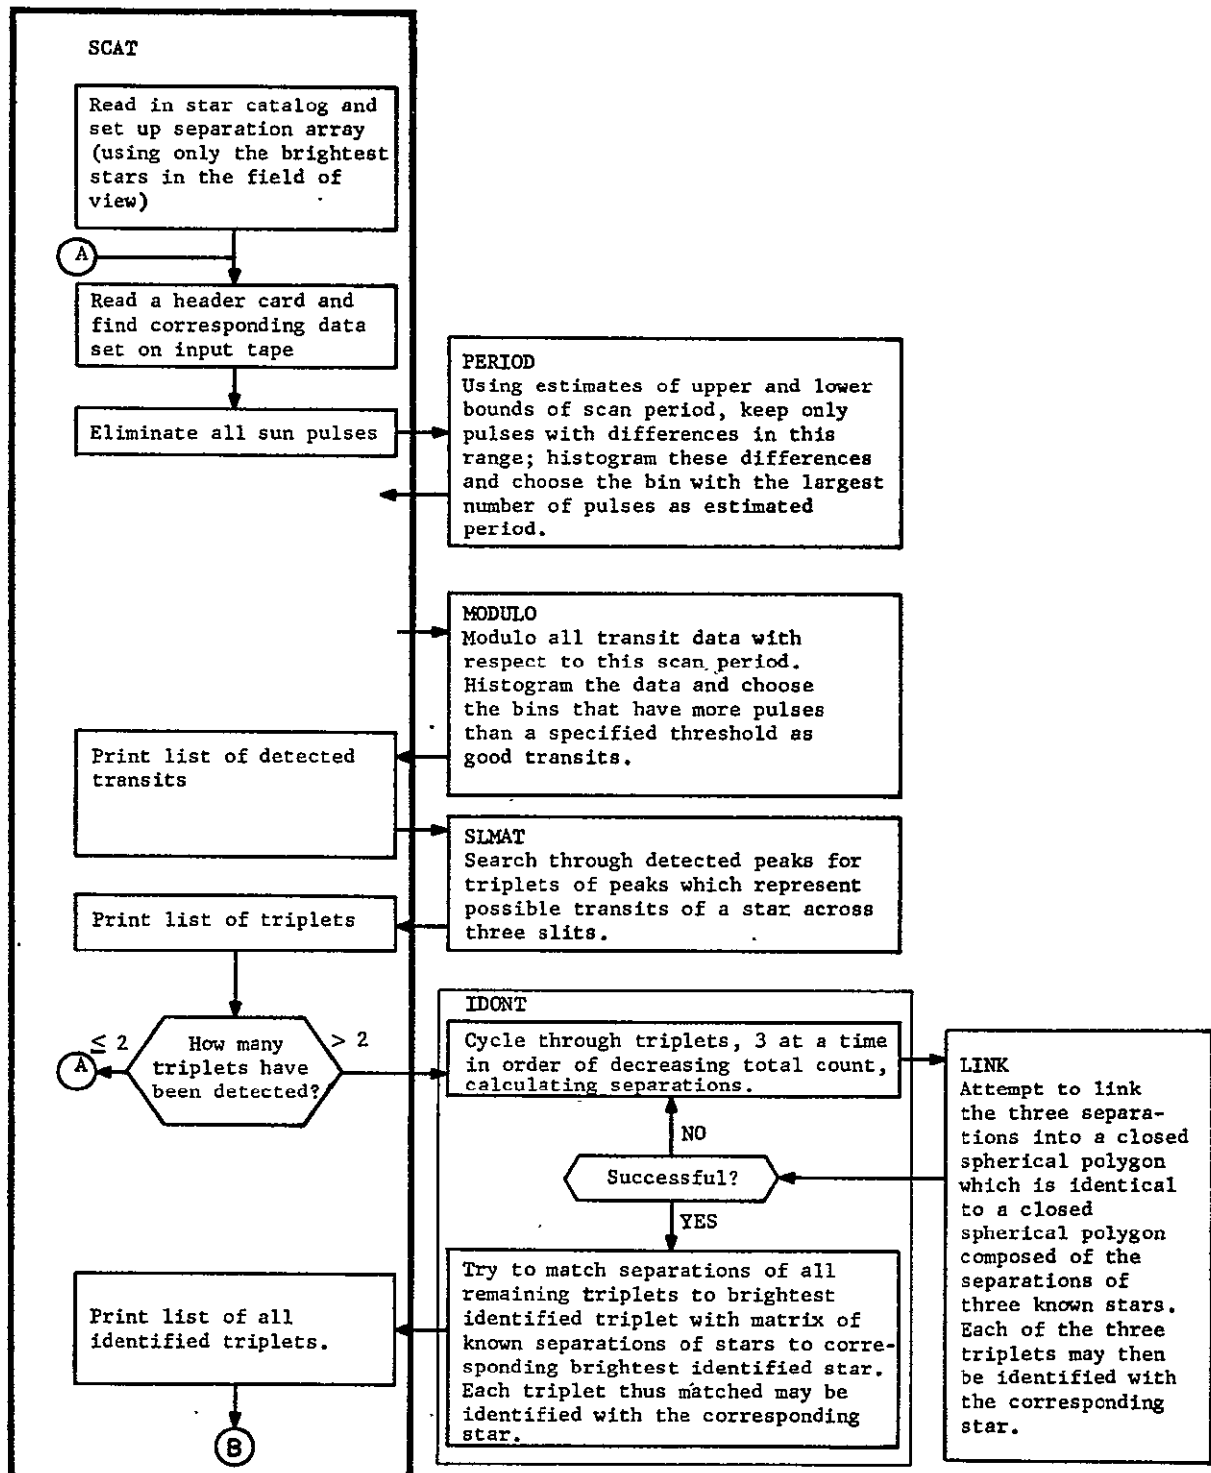 SCAT
Read in star catalog and
set up separation array
(using only the brightest
stars in the field of
view)
A
Read a header card and
find corresponding data
set on input tape
Eliminate all sun pulses
PERIOD
Using estimates of upper and lower
bounds of scan period, keep only
pulses with differences in this
range; histogram these differences
and choose the bin with the largest
number of pulses as estimated
period.
MODULO
Modulo all transit data with
respect to this scan period.
Histogram the data and choose
the bins that have more pulses
than a specified threshold as
good transits.
Print list of detected
transits
SLMAT
Search through detected peaks for
triplets of peaks which represent
possible transits of a star across
three slits.
Print list of triplets
≤ 2
How many
triplets have
been detected?
> 2
A
IDONT
Cycle through triplets, 3 at a time
in order of decreasing total count,
calculating separations.
NO
Successful?
YES
LINK
Attempt to link
the three separa-
tions into a closed
spherical polygon
which is identical
to a closed
spherical polygon
composed of the
separations of
three known stars.
Each of the three
triplets may then
be identified with
the corresponding
star.
Try to match separations of all
remaining triplets to brightest
identified triplet with matrix of
known separations of stars to corre-
sponding brightest identified star.
Each triplet thus matched may be
identified with the corresponding
star.
Print list of all
identified triplets.
B